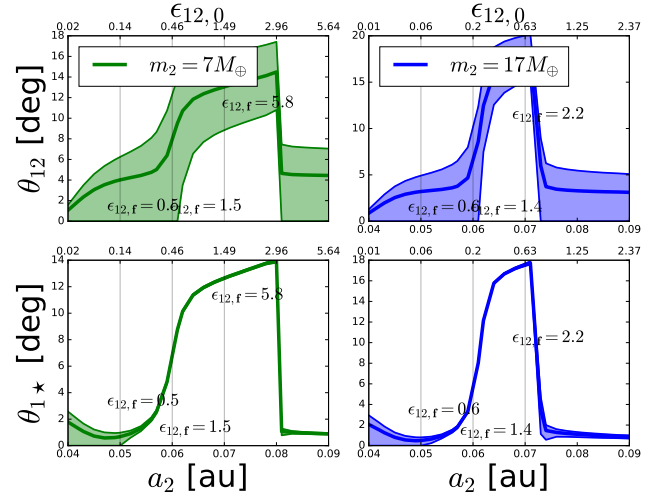 ϵ12,0 ϵ12,0
0.02 0.14 0.46 1.49 2.96 5.64
0.01 0.06 0.2 0.63 1.25 2.37
18 16 14 12 10 8 6 4 2 0
θ12 [deg]
m2 = 7M⊕
ϵ12,f = 5.8
ϵ12,f = 0.5 ϵ12,f = 1.5
20 15 10 5 0
m2 = 17M⊕
ϵ12,f = 2.2
ϵ12,f = 0.6 ϵ12,f = 1.4
0.04 0.05 0.06 0.07 0.08 0.09
0.02 0.14 0.46 1.49 2.96 5.64
0.01 0.06 0.2 0.63 1.25 2.37
14 12 10 8 6 4 2 0
θ1⋆ [deg]
ϵ12,f = 5.8
ϵ12,f = 0.5
ϵ12,f = 1.5
18 16 14 12 10 8 6 4 2 0
ϵ12,f = 2.2
ϵ12,f = 0.6
ϵ12,f = 1.4
0.04 0.05 0.06 0.07 0.08 0.09
0.04 0.05 0.06 0.07 0.08 0.09
a2 [au] a2 [au]